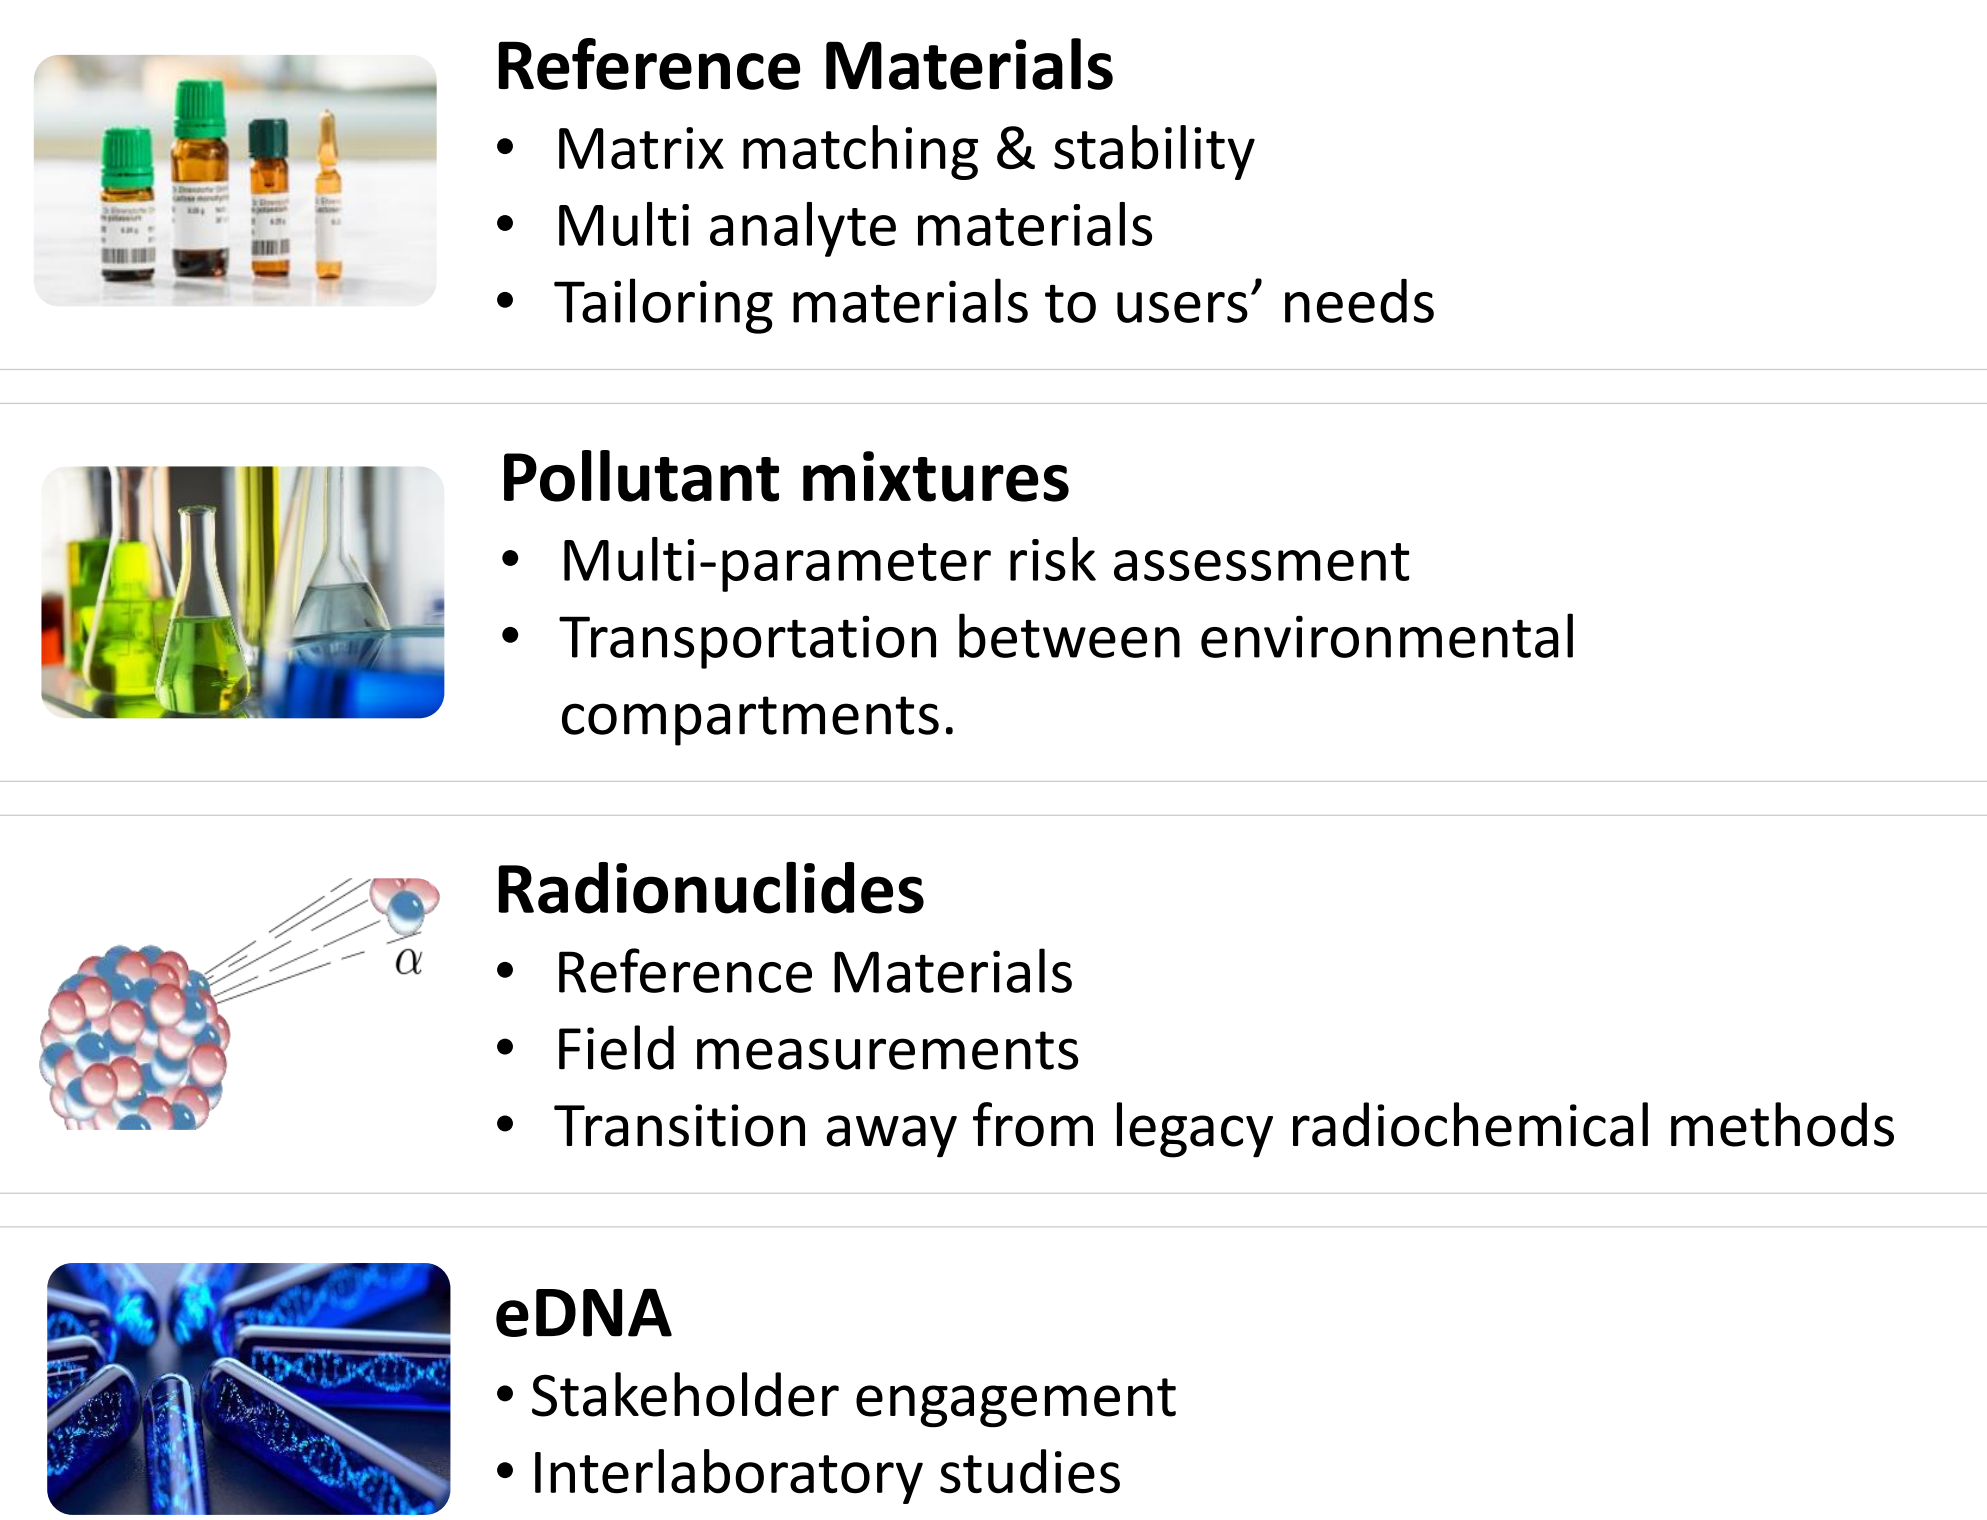 Reference Materials
• Matrix matching & stability
• Multi analyte materials
• Tailoring materials to users’ needs
Pollutant mixtures
• Multi-parameter risk assessment
• Transportation between environmental
compartments.
α
Radionuclides
• Reference Materials
• Field measurements
• Transition away from legacy radiochemical methods
eDNA
• Stakeholder engagement
• Interlaboratory studies